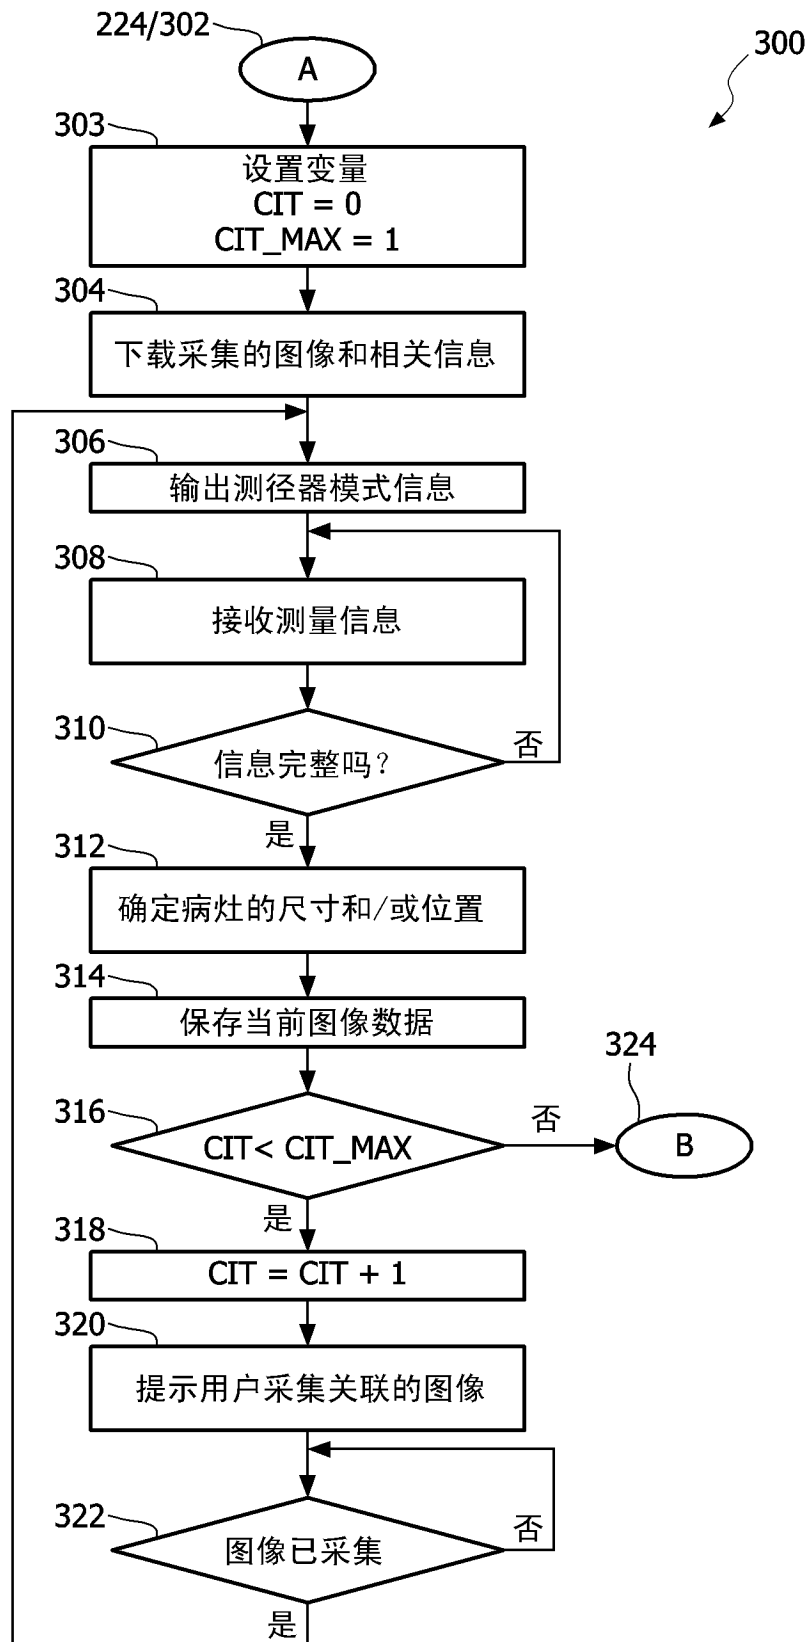 224/302
A
300
303
设置变量
CIT = 0
CIT_MAX = 1
304
下载采集的图像和相关信息
306
输出测径器模式信息
308
接收测量信息
310
信息完整吗?
否
是
312
确定病灶的尺寸和/或位置
314
保存当前图像数据
316
CIT< CIT_MAX
否
324
B
是
318
CIT = CIT + 1
320
提示用户采集关联的图像
322
图像已采集
否
是